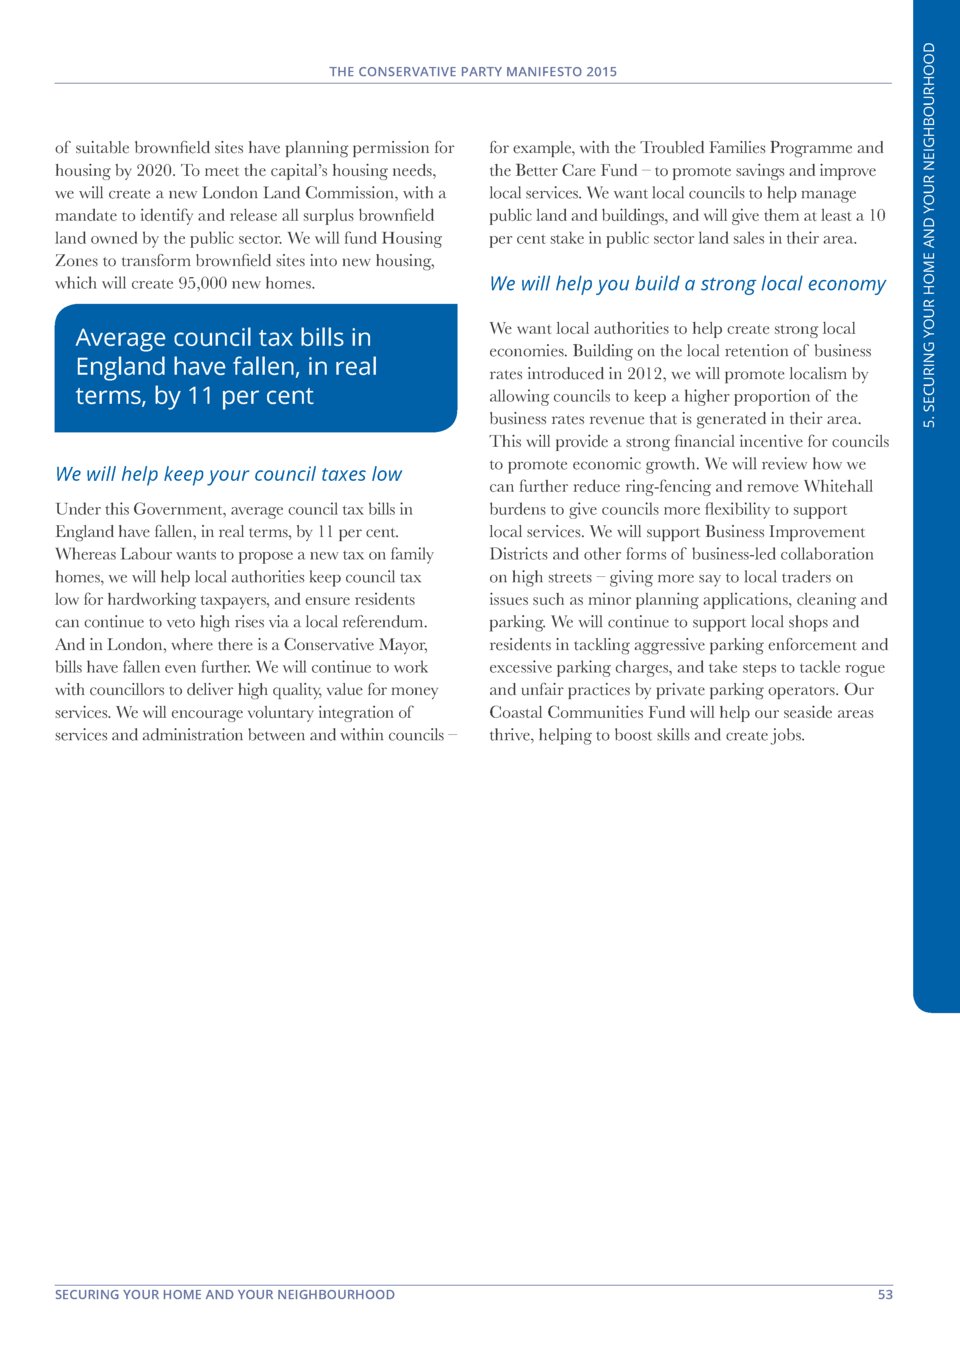 THE CONSERVATIVE PARTY MANIFESTO 2015
of suitable brownfield sites have planning permission for
housing by 2020. To meet the capital’s housing needs,
we will create a new London Land Commission, with a
mandate to identify and release all surplus brownfield
land owned by the public sector. We will fund Housing
Zones to transform brownfield sites into new housing,
which will create 95,000 new homes.
Average council tax bills in
England have fallen, in real
terms, by 11 per cent
We will help keep your council taxes low
Under this Government, average council tax bills in
England have fallen, in real terms, by 11 per cent.
Whereas Labour wants to propose a new tax on family
homes, we will help local authorities keep council tax
low for hardworking taxpayers, and ensure residents
can continue to veto high rises via a local referendum.
And in London, where there is a Conservative Mayor,
bills have fallen even further. We will continue to work
with councillors to deliver high quality, value for money
services. We will encourage voluntary integration of
services and administration between and within councils –
for example, with the Troubled Families Programme and
the Better Care Fund – to promote savings and improve
local services. We want local councils to help manage
public land and buildings, and will give them at least a 10
per cent stake in public sector land sales in their area.
We will help you build a strong local economy
We want local authorities to help create strong local
economies. Building on the local retention of business
rates introduced in 2012, we will promote localism by
allowing councils to keep a higher proportion of the
business rates revenue that is generated in their area.
This will provide a strong financial incentive for councils
to promote economic growth. We will review how we
can further reduce ring-fencing and remove Whitehall
burdens to give councils more flexibility to support
local services. We will support Business Improvement
Districts and other forms of business-led collaboration
on high streets – giving more say to local traders on
issues such as minor planning applications, cleaning and
parking. We will continue to support local shops and
residents in tackling aggressive parking enforcement and
excessive parking charges, and take steps to tackle rogue
and unfair practices by private parking operators. Our
Coastal Communities Fund will help our seaside areas
thrive, helping to boost skills and create jobs.
5. SECURING YOUR HOME AND YOUR NEIGHBOURHOOD
SECURING YOUR HOME AND YOUR NEIGHBOURHOOD
53